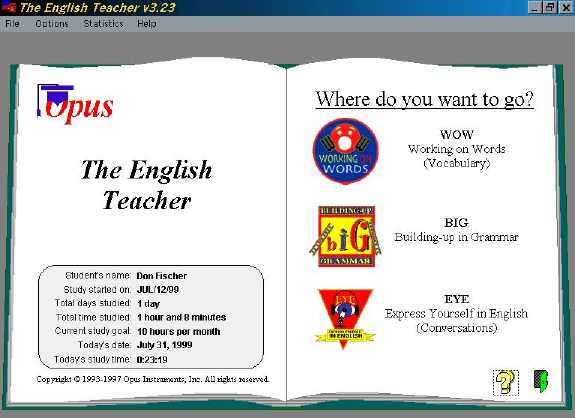 The English Teacher v3.23
File Options Statistics Help
Opus
The English
Teacher
Student's name: Don Fischer
Study started on: JUL/12/99
Total days studied: 1 day
Total time studied: 1 hour and 8 minutes
Current study goal: 10 hours per month
Today's date: July 31, 1999
Today's study time: 0:23:19
Copyright © 1993-1997 Opus Instruments, Inc. All rights reserved.
Where do you want to go?
WORKING ON
WORDS
WOW
Working on Words
(Vocabulary)
BUILDING-UP
biG
GRAMMAR
BIG
Building-up in Grammar
EYE
IN ENGLISH
EYE
Express Yourself in English
(Conversations)
?